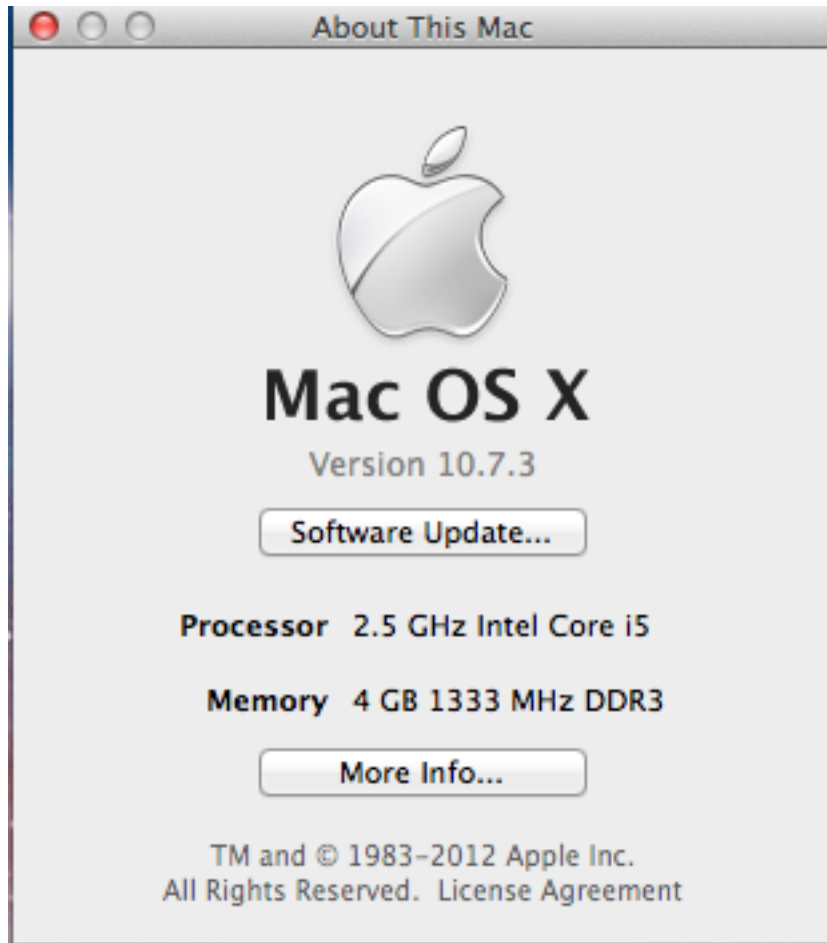 About This Mac
Mac OS X
Version 10.7.3
Software Update...
Processor 2.5 GHz Intel Core i5
Memory 4 GB 1333 MHz DDR3
More Info...
TM and © 1983–2012 Apple Inc.
All Rights Reserved. License Agreement